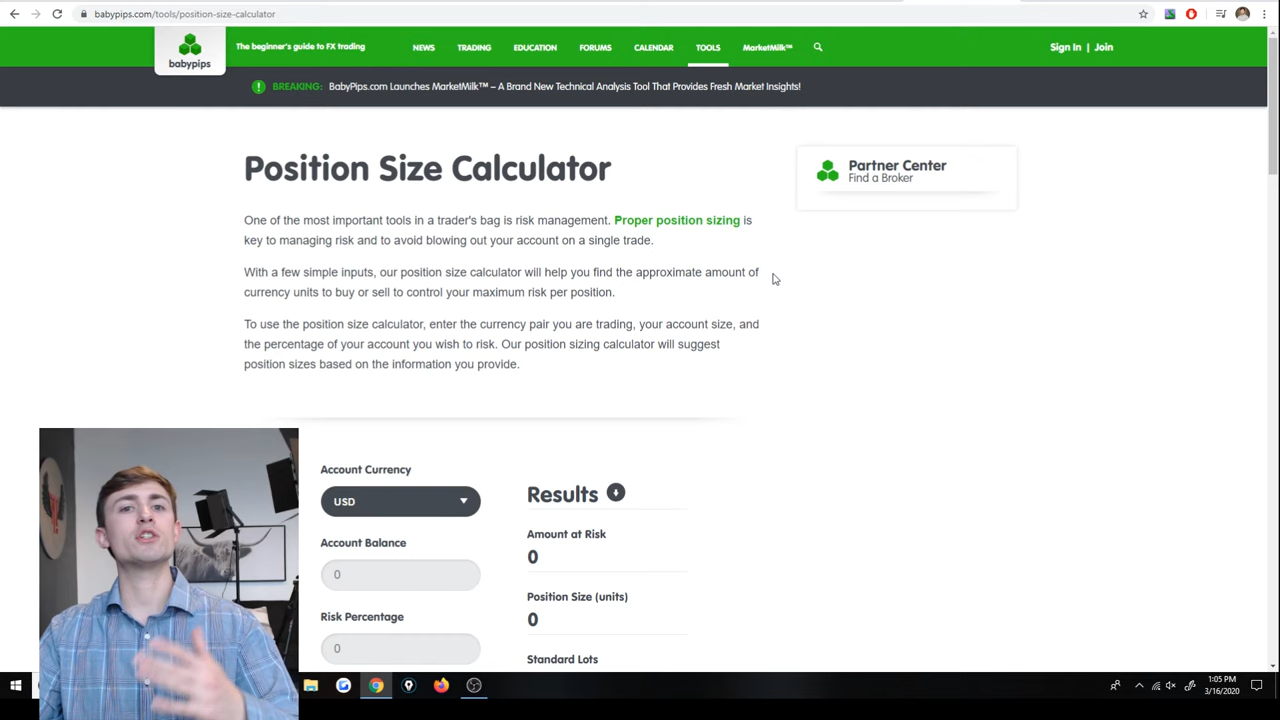 babypips.com/tools/position-size-calculator
babypips
The beginner's guide to FX trading
NEWS
TRADING
EDUCATION
FORUMS
CALENDAR
TOOLS
MarketMilk™
Sign In | Join
! BREAKING: BabyPips.com Launches MarketMilk™ – A Brand New Technical Analysis Tool That Provides Fresh Market Insights!
Position Size Calculator
One of the most important tools in a trader's bag is risk management. Proper position sizing is
key to managing risk and to avoid blowing out your account on a single trade.
With a few simple inputs, our position size calculator will help you find the approximate amount of
currency units to buy or sell to control your maximum risk per position.
To use the position size calculator, enter the currency pair you are trading, your account size, and
the percentage of your account you wish to risk. Our position sizing calculator will suggest
position sizes based on the information you provide.
Partner Center
Find a Broker
Account Currency
USD
Account Balance
0
Risk Percentage
0
Results
Amount at Risk
0
Position Size (units)
0
Standard Lots
1:05 PM
3/16/2020